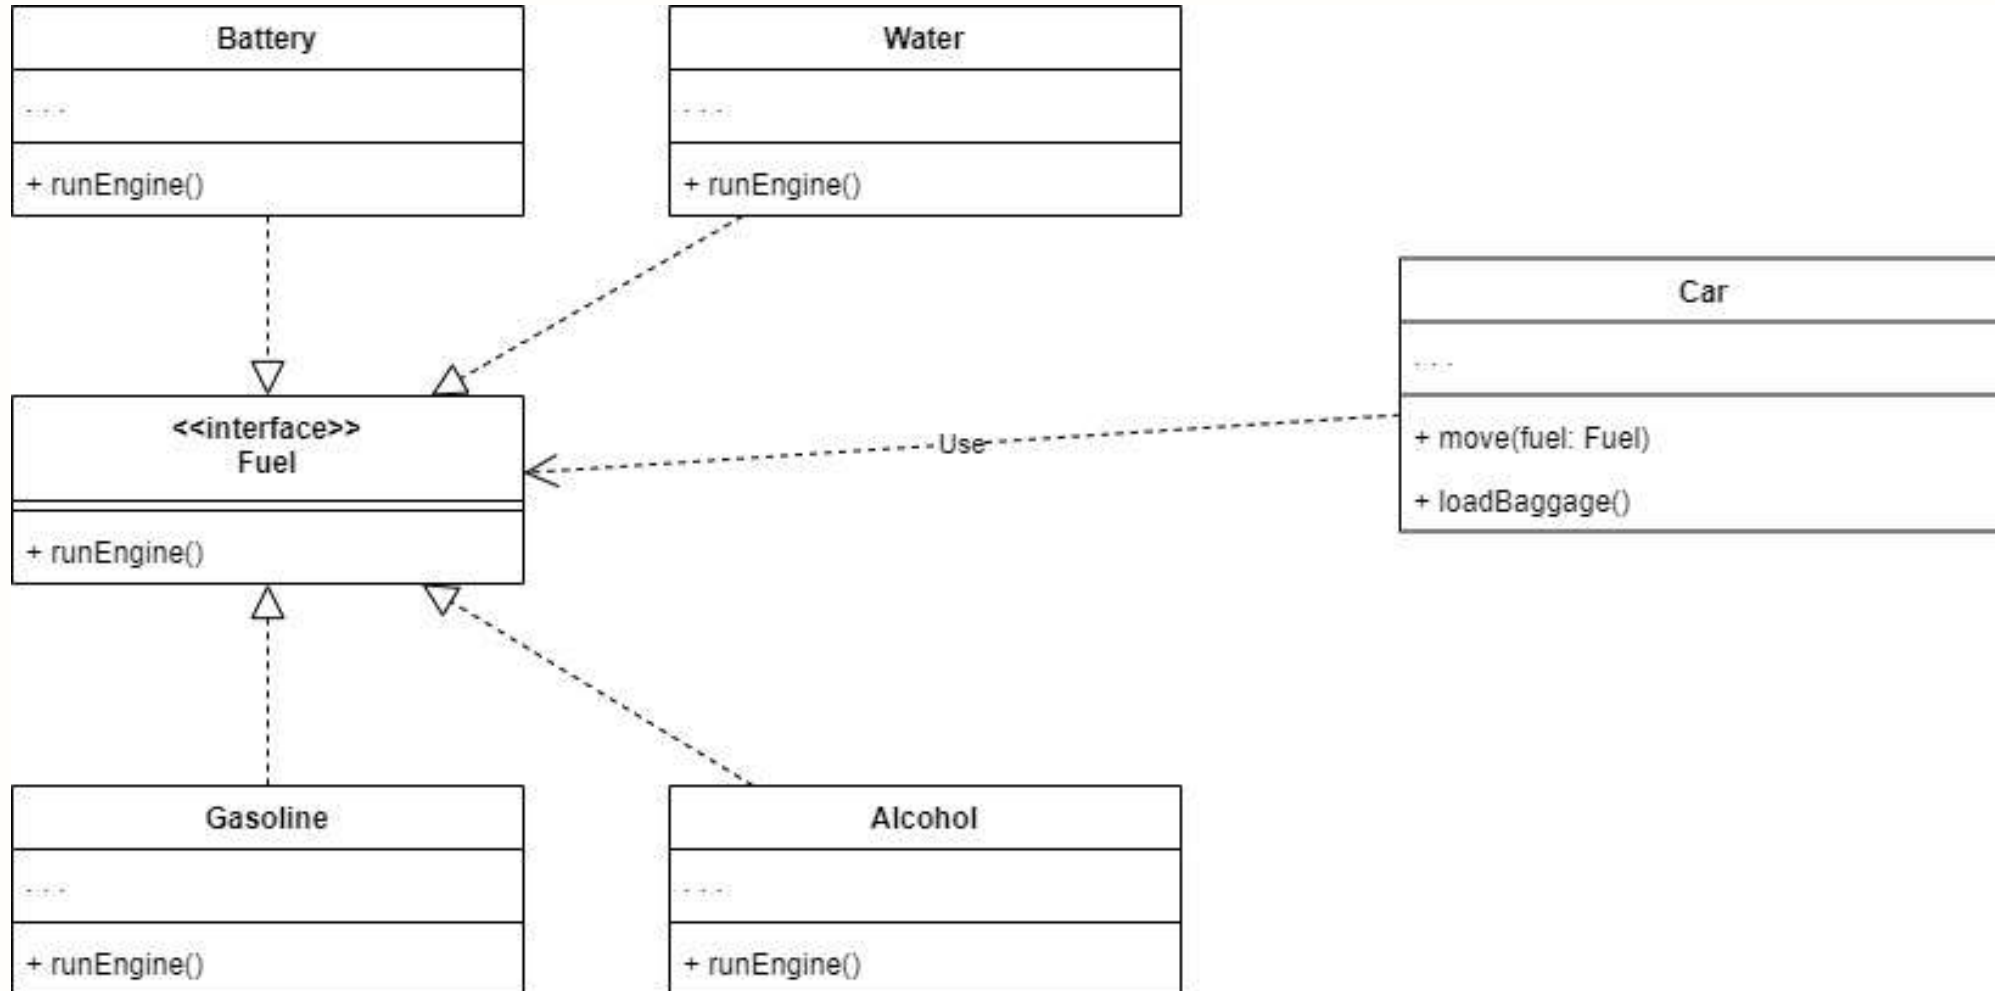 Battery
- - -
+ runEngine()
Water
- - -
+ runEngine()
Car
- - -
+ move(fuel: Fuel)
+ loadBaggage()
<<interface>>
Fuel
+ runEngine()
Use
Gasoline
- - -
+ runEngine()
Alcohol
- - -
+ runEngine()